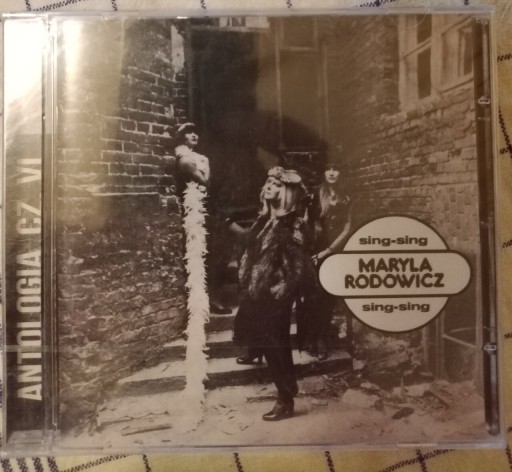 ANTOLOGIA CZ VI
sing-sing
MARYLA
RODOWICZ
sing-sing